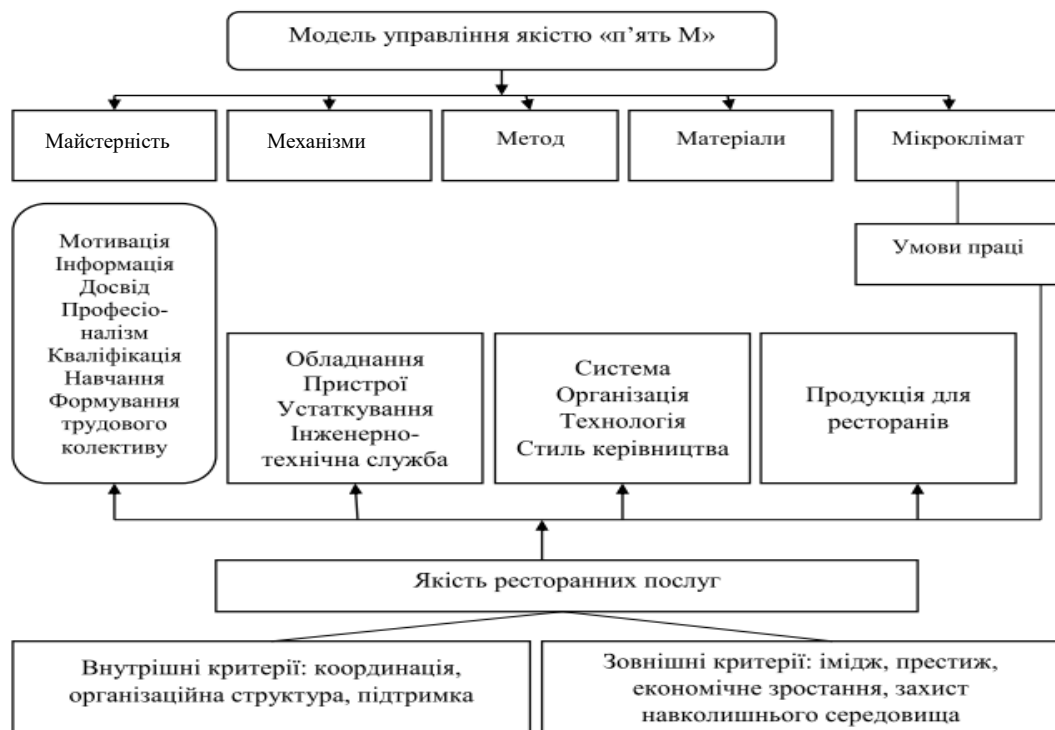 Модель управління якістю «п’ять М»
Майстерність
Механізми
Метод
Матеріали
Мікроклімат
Умови праці
Мотивація
Інформація
Досвід
Професіо-
налізм
Кваліфікація
Навчання
Формування
трудового
колективу
Обладнання
Пристрої
Устаткування
Інженерно-
технічна служба
Система
Організація
Технологія
Стиль керівництва
Продукція для
ресторанів
Якість ресторанних послуг
Внутрішні критерії: координація,
організаційна структура, підтримка
Зовнішні критерії: імідж, престиж,
економічне зростання, захист
навколишнього середовища